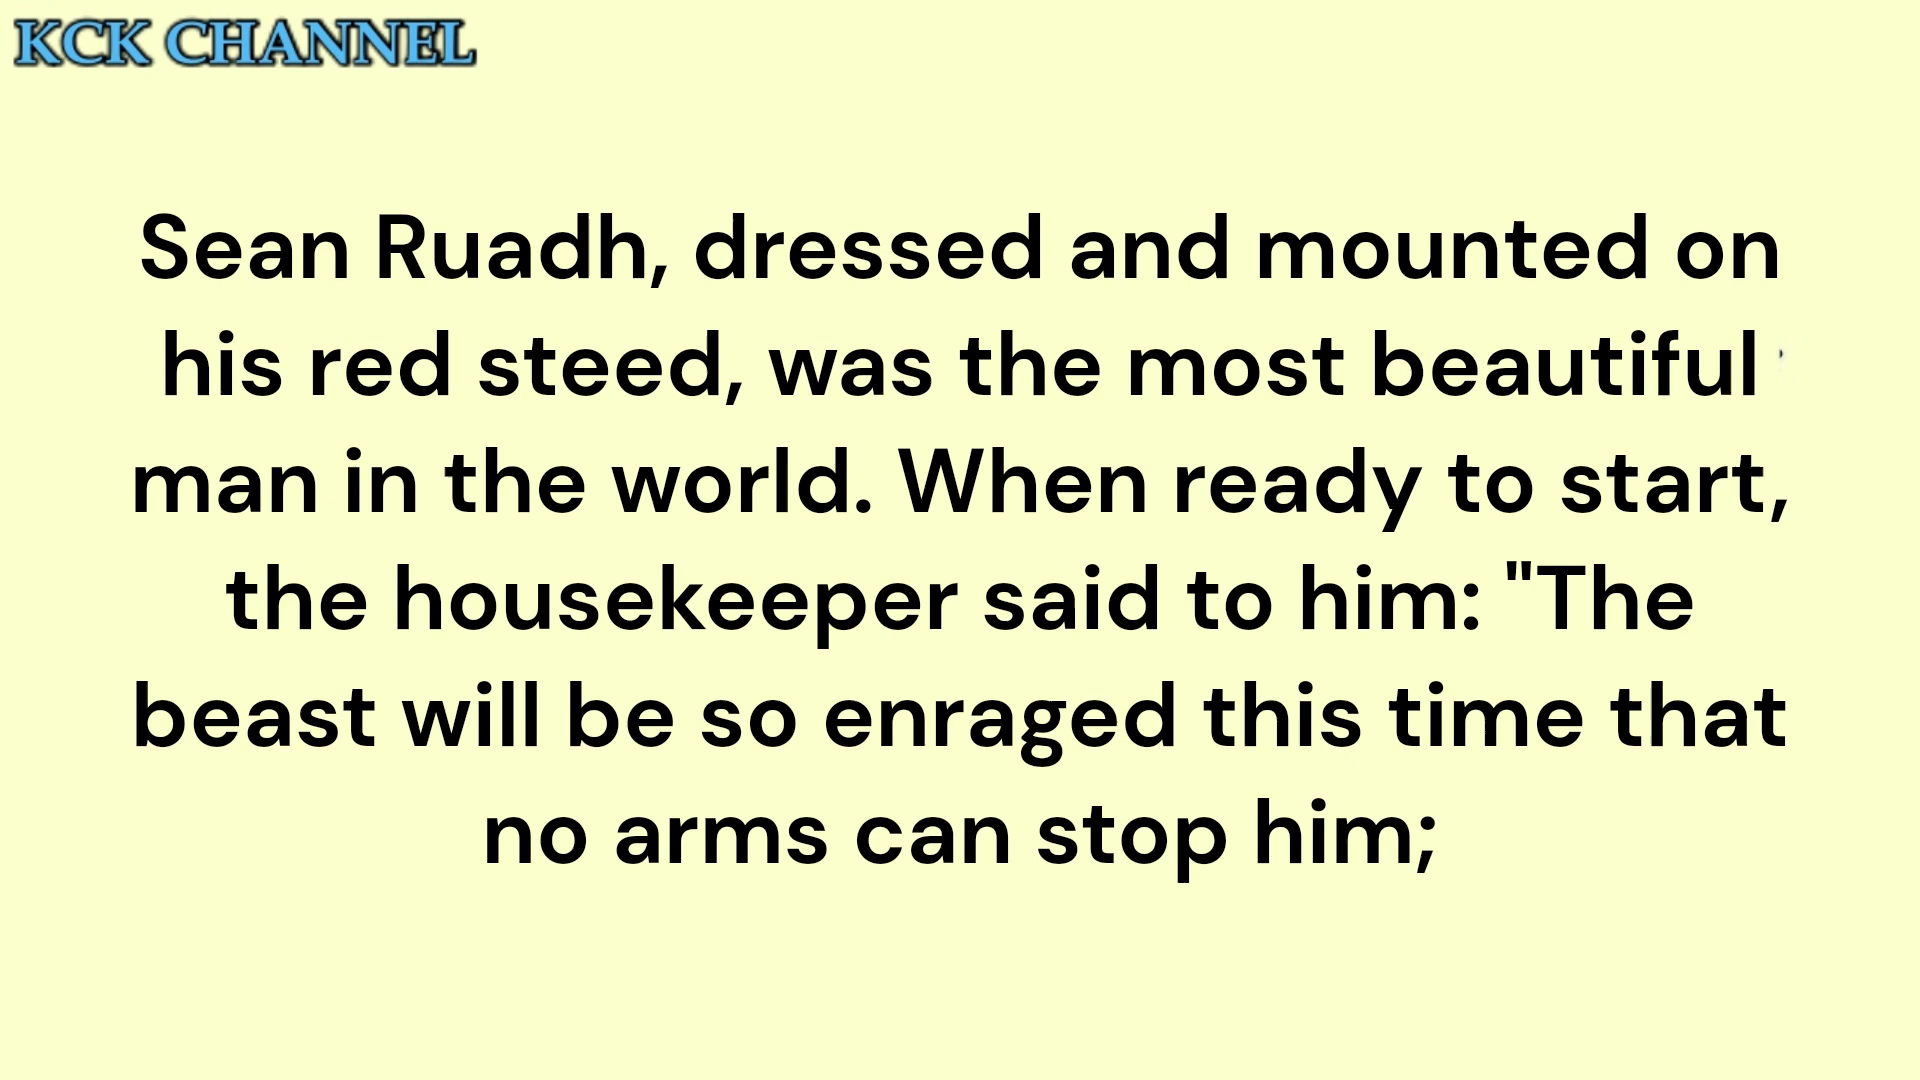 KCK CHANNEL
Sean Ruadh, dressed and mounted on
his red steed, was the most beautiful
man in the world. When ready to start,
the housekeeper said to him: "The
beast will be so enraged this time that
no arms can stop him;